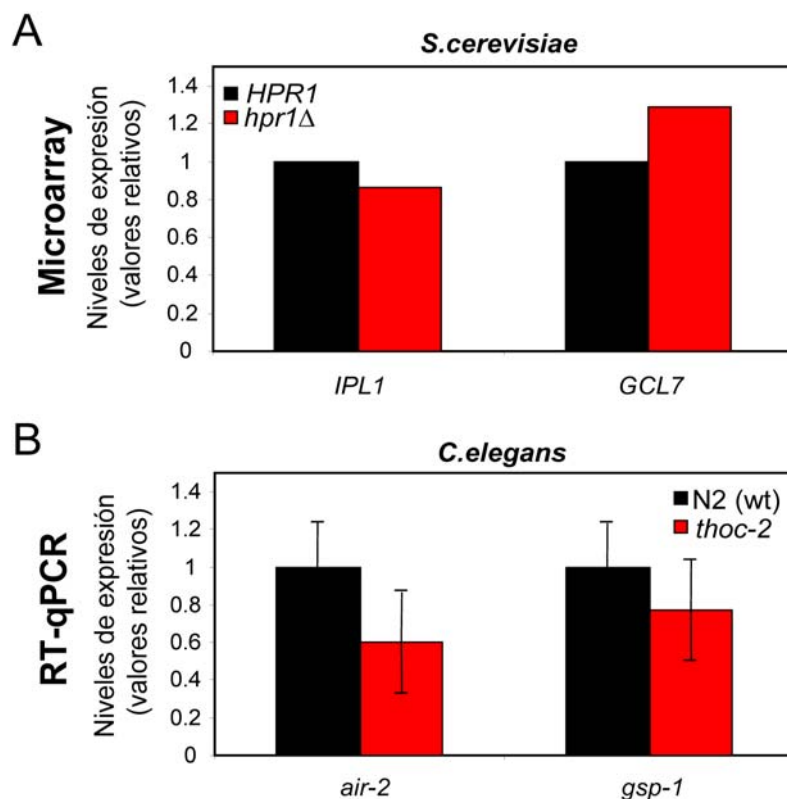 A
S.cerevisiae
Microarray
Niveles de expresión
(valores relativos)
1.4
1.2
1
0.8
0.6
0.4
0.2
0
HPR1
hpr1Δ
IPL1
GCL7
B
C.elegans
RT-qPCR
Niveles de expresión
(valores relativos)
1.4
1.2
1
0.8
0.6
0.4
0.2
0
N2 (wt)
thoc-2
air-2
gsp-1